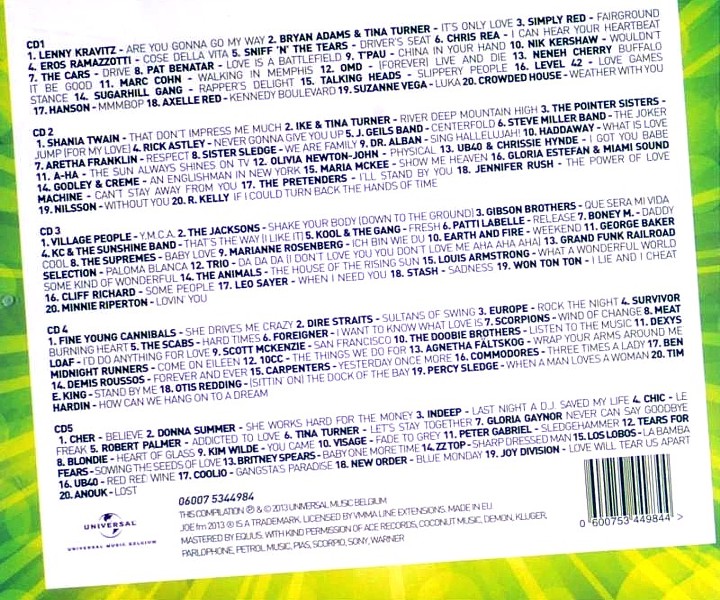 CD1
1. LENNY KRAVITZ - ARE YOU GONNA GO MY WAY 2. BRYAN ADAMS & TINA TURNER - IT'S ONLY LOVE 3. SIMPLY RED - FAIRGROUND
4. EROS RAMAZZOTTI - COSE DELLA VITA 5. SNIFF 'N' THE TEARS - DRIVER'S SEAT 6. CHRIS REA - I CAN HEAR YOUR HEARTBEAT
7. THE CARS - DRIVE 8. PAT BENATAR - LOVE IS A BATTLEFIELD 9. T'PAU - CHINA IN YOUR HAND 10. NIK KERSHAW - WOULDN'T
IT BE GOOD 11. MARC COHN - WALKING IN MEMPHIS 12. OMD - (FOREVER) LIVE AND DIE 13. NENEH CHERRY BUFFALO
STANCE 14. SUGARHILL GANG - RAPPER'S DELIGHT 15. TALKING HEADS - SLIPPERY PEOPLE 16. LEVEL 42 - LOVE GAMES
17. HANSON - MMMBOP 18. AXELLE RED - KENNEDY BOULEVARD 19. SUZANNE VEGA - LUKA 20. CROWDED HOUSE - WEATHER WITH YOU
CD 2
1. SHANIA TWAIN - THAT DON'T IMPRESS ME MUCH 2. IKE & TINA TURNER - RIVER DEEP MOUNTAIN HIGH 3. THE POINTER SISTERS -
JUMP (FOR MY LOVE) 4. RICK ASTLEY - NEVER GONNA GIVE YOU UP 5. J. GEILS BAND - CENTERFOLD 6. STEVE MILLER BAND - THE JOKER
7. ARETHA FRANKLIN - RESPECT 8. SISTER SLEDGE - WE ARE FAMILY 9. DR. ALBAN - SING HALLELUJAH! 10. HADDAWAY - WHAT IS LOVE
11. A-HA - THE SUN ALWAYS SHINES ON TV 12. OLIVIA NEWTON-JOHN - PHYSICAL 13. UB40 & CHRISSIE HYNDE - I GOT YOU BABE
14. GODLEY & CREME - AN ENGLISHMAN IN NEW YORK 15. MARIA MCKEE - SHOW ME HEAVEN 16. GLORIA ESTEFAN & MIAMI SOUND
MACHINE - CAN'T STAY AWAY FROM YOU 17. THE PRETENDERS - I'LL STAND BY YOU 18. JENNIFER RUSH - THE POWER OF LOVE
19. NILSSON - WITHOUT YOU 20. R. KELLY IF I COULD TURN BACK THE HANDS OF TIME
CD 3
1. VILLAGE PEOPLE - Y.M.C.A. 2. THE JACKSONS - SHAKE YOUR BODY (DOWN TO THE GROUND) 3. GIBSON BROTHERS - QUE SERA MI VIDA
4. KC & THE SUNSHINE BAND - THAT'S THE WAY (I LIKE IT) 5. KOOL & THE GANG - FRESH 6. PATTI LABELLE - RELEASE 7. BONEY M. - DADDY
COOL 8. THE SUPREMES - BABY LOVE 9. MARIANNE ROSENBERG - ICH BIN WIE DU 10. EARTH AND FIRE - WEEKEND 11. GEORGE BAKER
SELECTION - PALOMA BLANCA 12. TRIO - DA DA DA (I DON'T LOVE YOU YOU DON'T LOVE ME AHA AHA AHA) 13. GRAND FUNK RAILROAD
SOME KIND OF WONDERFUL 14. THE ANIMALS - THE HOUSE OF THE RISING SUN 15. LOUIS ARMSTRONG - WHAT A WONDERFUL WORLD
16. CLIFF RICHARD - SOME PEOPLE 17. LEO SAYER - WHEN I NEED YOU 18. STASH - SADNESS 19. WON TON TON - I LIE AND I CHEAT
20. MINNIE RIPERTON - LOVIN' YOU
CD 4
1. FINE YOUNG CANNIBALS - SHE DRIVES ME CRAZY 2. DIRE STRAITS - SULTANS OF SWING 3. EUROPE - ROCK THE NIGHT 4. SURVIVOR
BURNING HEART 5. THE SCABS - HARD TIMES 6. FOREIGNER - I WANT TO KNOW WHAT LOVE IS 7. SCORPIONS - WIND OF CHANGE 8. MEAT
LOAF - I'D DO ANYTHING FOR LOVE 9. SCOTT MCKENZIE - SAN FRANCISCO 10. THE DOOBIE BROTHERS - LISTEN TO THE MUSIC 11. DEXYS
MIDNIGHT RUNNERS - COME ON EILEEN 12. 10CC - THE THINGS WE DO FOR 13. AGNETHA FÄLTSKOG - WRAP YOUR ARMS AROUND ME
14. DEMIS ROUSSOS - FOREVER AND EVER 15. CARPENTERS - YESTERDAY ONCE MORE 16. COMMODORES - THREE TIMES A LADY 17. BEN
E. KING - STAND BY ME 18. OTIS REDDING - (SITTIN' ON) THE DOCK OF THE BAY 19. PERCY SLEDGE - WHEN A MAN LOVES A WOMAN 20. TIM
HARDIN - HOW CAN WE HANG ON TO A DREAM
CD5
1. CHER - BELIEVE 2. DONNA SUMMER - SHE WORKS HARD FOR THE MONEY 3. INDEEP - LAST NIGHT A D.J. SAVED MY LIFE 4. CHIC - LE
FREAK 5. ROBERT PALMER - ADDICTED TO LOVE 6. TINA TURNER - LET'S STAY TOGETHER 7. GLORIA GAYNOR NEVER CAN SAY GOODBYE
8. BLONDIE - HEART OF GLASS 9. KIM WILDE - YOU CAME 10. VISAGE - FADE TO GREY 11. PETER GABRIEL - SLEDGEHAMMER 12. TEARS FOR
FEARS - SOWING THE SEEDS OF LOVE 13. BRITNEY SPEARS - BABY ONE MORE TIME 14. ZZ TOP - SHARP DRESSED MAN 15. LOS LOBOS - LA BAMBA
16. UB40 - RED RED WINE 17. COOLIO - GANGSTA'S PARADISE 18. NEW ORDER - BLUE MONDAY 19. JOY DIVISION - LOVE WILL TEAR US APART
20. ANOUK - LOST
06007 5344984
THIS COMPILATION ℗ & © 2013 UNIVERSAL MUSIC BELGIUM
JOE fm 2013 ® IS A TRADEMARK. LICENSED BY VMMA LINE EXTENSIONS. MADE IN EU
MASTERED BY EQUUS. WITH KIND PERMISSION OF ACE RECORDS, COCONUT MUSIC, DEMON, KLUGER,
PARLOPHONE, PETROL MUSIC, PIAS, SCORPIO, SONY, WARNER
UNIVERSAL
UNIVERSAL MUSIC BELGIUM
0 600753 449844 >